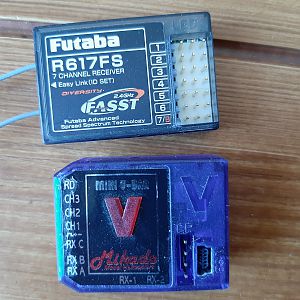 Futaba
R617FS
7 CHANNEL RECEIVER
Easy Link (ID SET)
DIVERSITY
2.4GHz
FASST
Futaba Advanced
Spread Spectrum Technology
1
2
3
4
5
6
7/B
MINI V-BAR
V
V
RD
CH3
CH2
CH1
RX C
RX B
RX A
Mikado
RX-1 RX-2